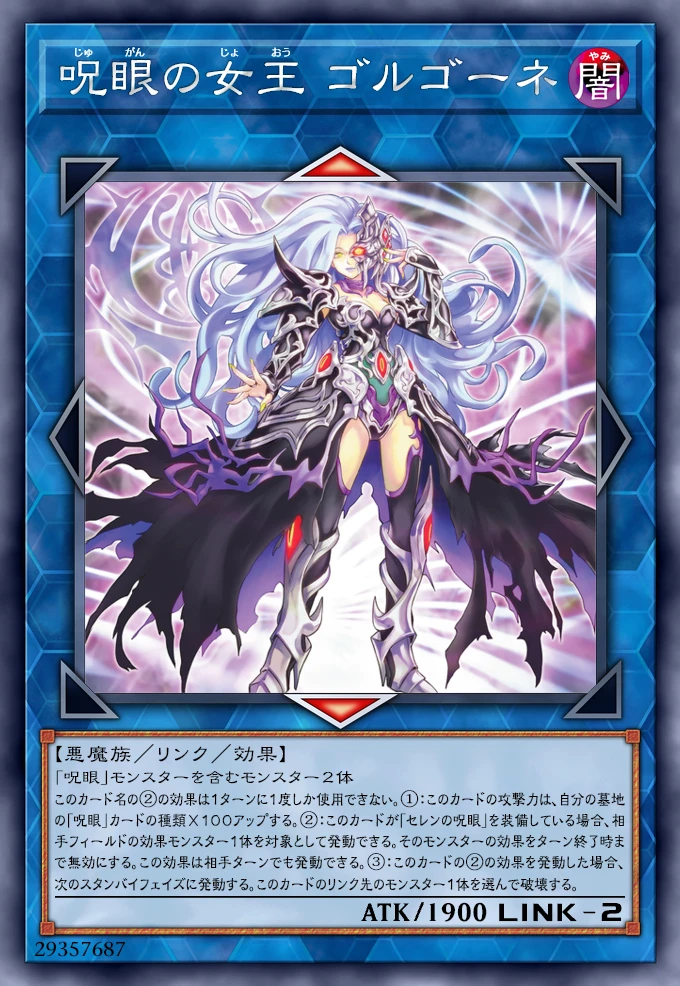 じゅ がん じょ おう
呪眼の女王 ゴルゴーネ
やみ
闇
【悪魔族／リンク／効果】
「呪眼」モンスターを含むモンスター2体
このカード名の②の効果は1ターンに1度しか使用できない。①：このカードの攻撃力は、自分の墓地
の「呪眼」カードの種類×100アップする。②：このカードが「セレンの呪眼」を装備している場合、相
手フィールドの効果モンスター1体を対象として発動できる。そのモンスターの効果をターン終了時ま
で無効にする。この効果は相手ターンでも発動できる。③：このカードの②の効果を発動した場合、
次のスタンバイフェイズに発動する。このカードのリンク先のモンスター1体を選んで破壊する。
ATK/1900 LINK-2
29357687